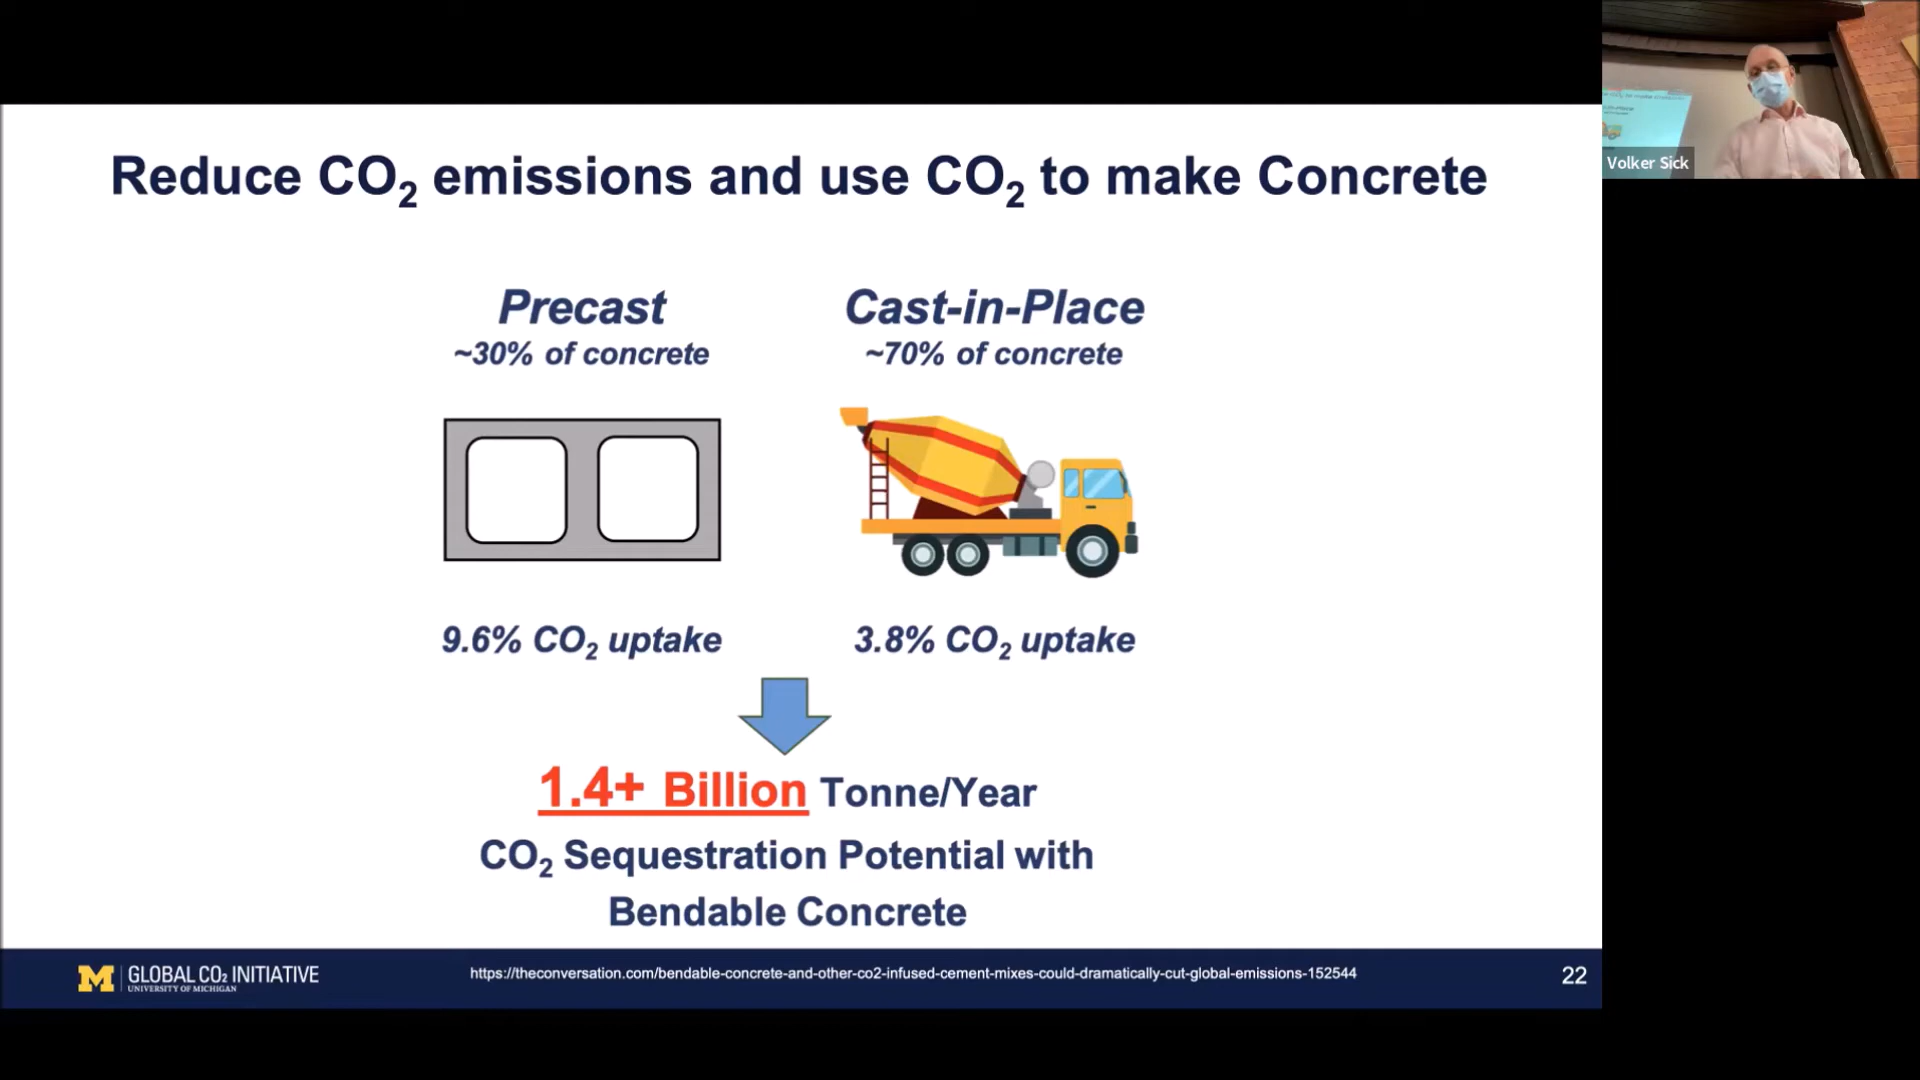 Reduce CO₂ emissions and use CO₂ to make Concrete
Precast
~30% of concrete
Cast-in-Place
~70% of concrete
9.6% CO₂ uptake
3.8% CO₂ uptake
1.4+ Billion Tonne/Year
CO₂ Sequestration Potential with
Bendable Concrete
M GLOBAL CO₂ INITIATIVE
UNIVERSITY OF MICHIGAN
https://theconversation.com/bendable-concrete-and-other-co2-infused-cement-mixes-could-dramatically-cut-global-emissions-152544
22
Volker Sick